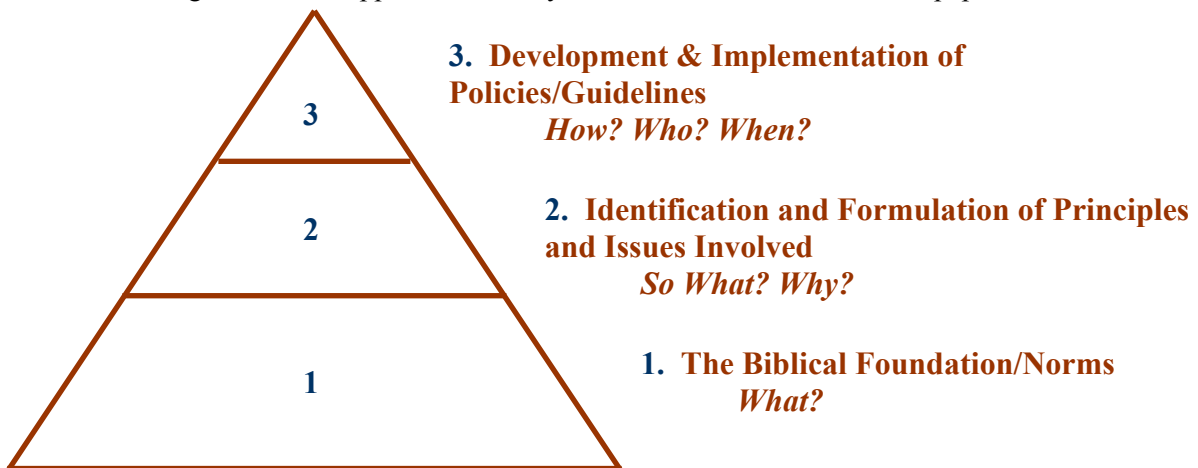 3. Development & Implementation of
Policies/Guidelines
How? Who? When?
3
2. Identification and Formulation of Principles
and Issues Involved
So What? Why?
2
1. The Biblical Foundation/Norms
What?
1